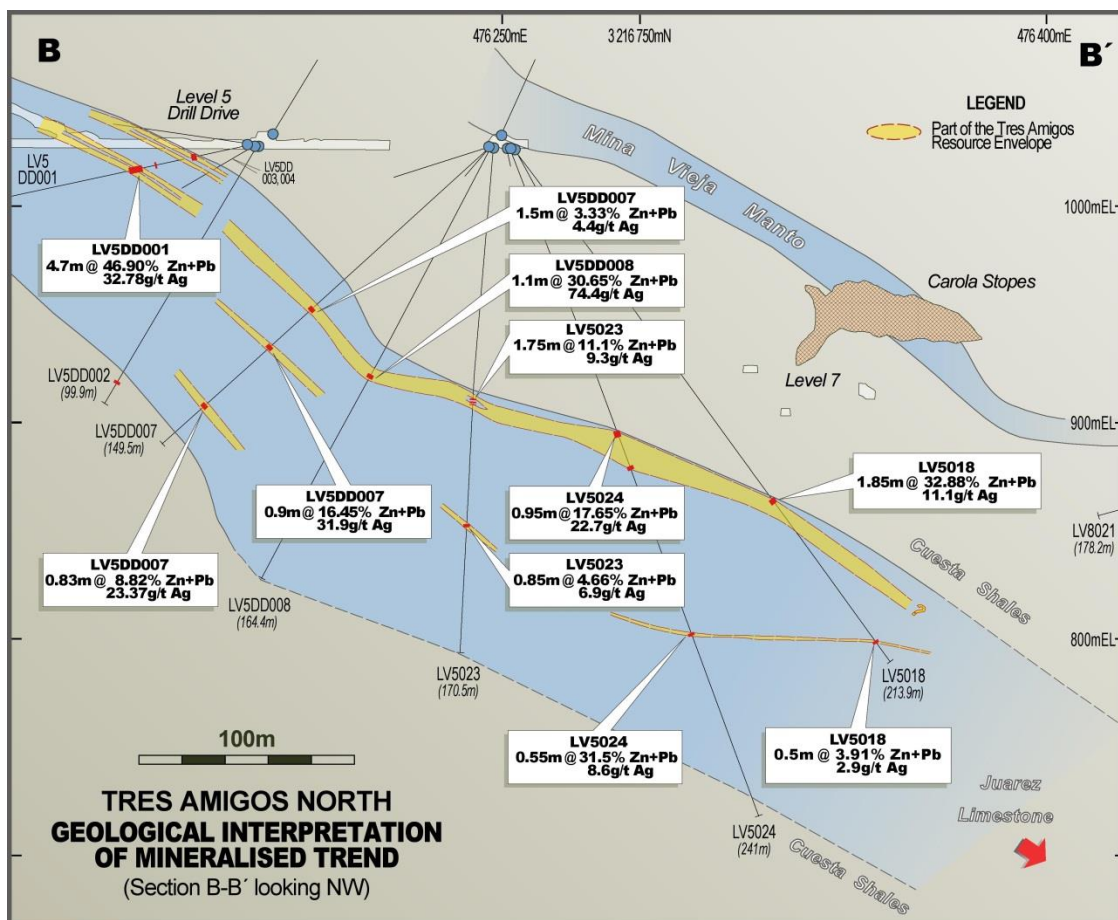 476 250mE
3 216 750mN
476 400mE
B
B´
Level 5
Drill Drive
LEGEND
Part of the Tres Amigos
Resource Envelope
LV5
DD001
LV5DD
003,004
Mina Vieja Manto
1000mEL
LV5DD007
1.5m @ 3.33% Zn+Pb
4.4g/t Ag
LV5DD001
4.7m @ 46.90% Zn+Pb
32.78g/t Ag
LV5DD008
1.1m @ 30.65% Zn+Pb
74.4g/t Ag
Carola Stopes
LV5023
1.75m @ 11.1% Zn+Pb
9.3g/t Ag
Level 7
LV5DD002
(99.9m)
900mEL
LV5DD007
(149.5m)
LV5018
1.85m @ 32.88% Zn+Pb
11.1g/t Ag
LV5DD007
0.9m @ 16.45% Zn+Pb
31.9g/t Ag
LV5024
0.95m @ 17.65% Zn+Pb
22.7g/t Ag
LV8021
(178.2m)
LV5DD007
0.83m @ 8.82% Zn+Pb
23.37g/t Ag
LV5023
0.85m @ 4.66% Zn+Pb
6.9g/t Ag
Cuesta Shales
LV5DD008
(164.4m)
?
800mEL
LV5023
(170.5m)
LV5018
(213.9m)
100m
LV5024
0.55m @ 31.5% Zn+Pb
8.6g/t Ag
LV5018
0.5m @ 3.91% Zn+Pb
2.9g/t Ag
Juarez
Limestone
TRES AMIGOS NORTH
GEOLOGICAL INTERPRETATION
OF MINERALISED TREND
(Section B-B´ looking NW)
LV5024
(241m)
Cuesta Shales